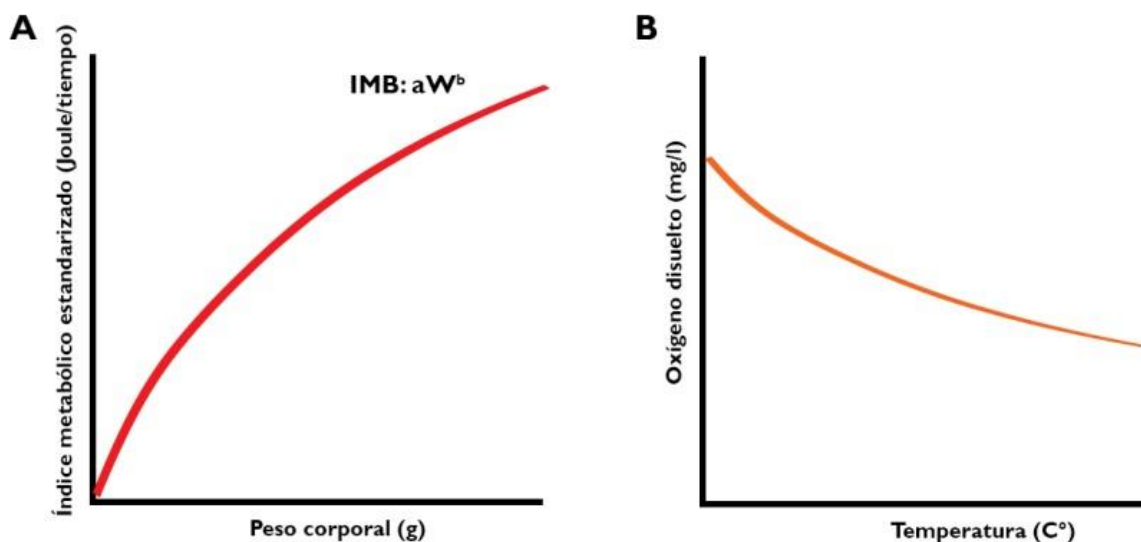 A
Índice metabólico estandarizado (Joule/tiempo)
IMB: aWᵇ
Peso corporal (g)
B
Oxígeno disuelto (mg/l)
Temperatura (C°)